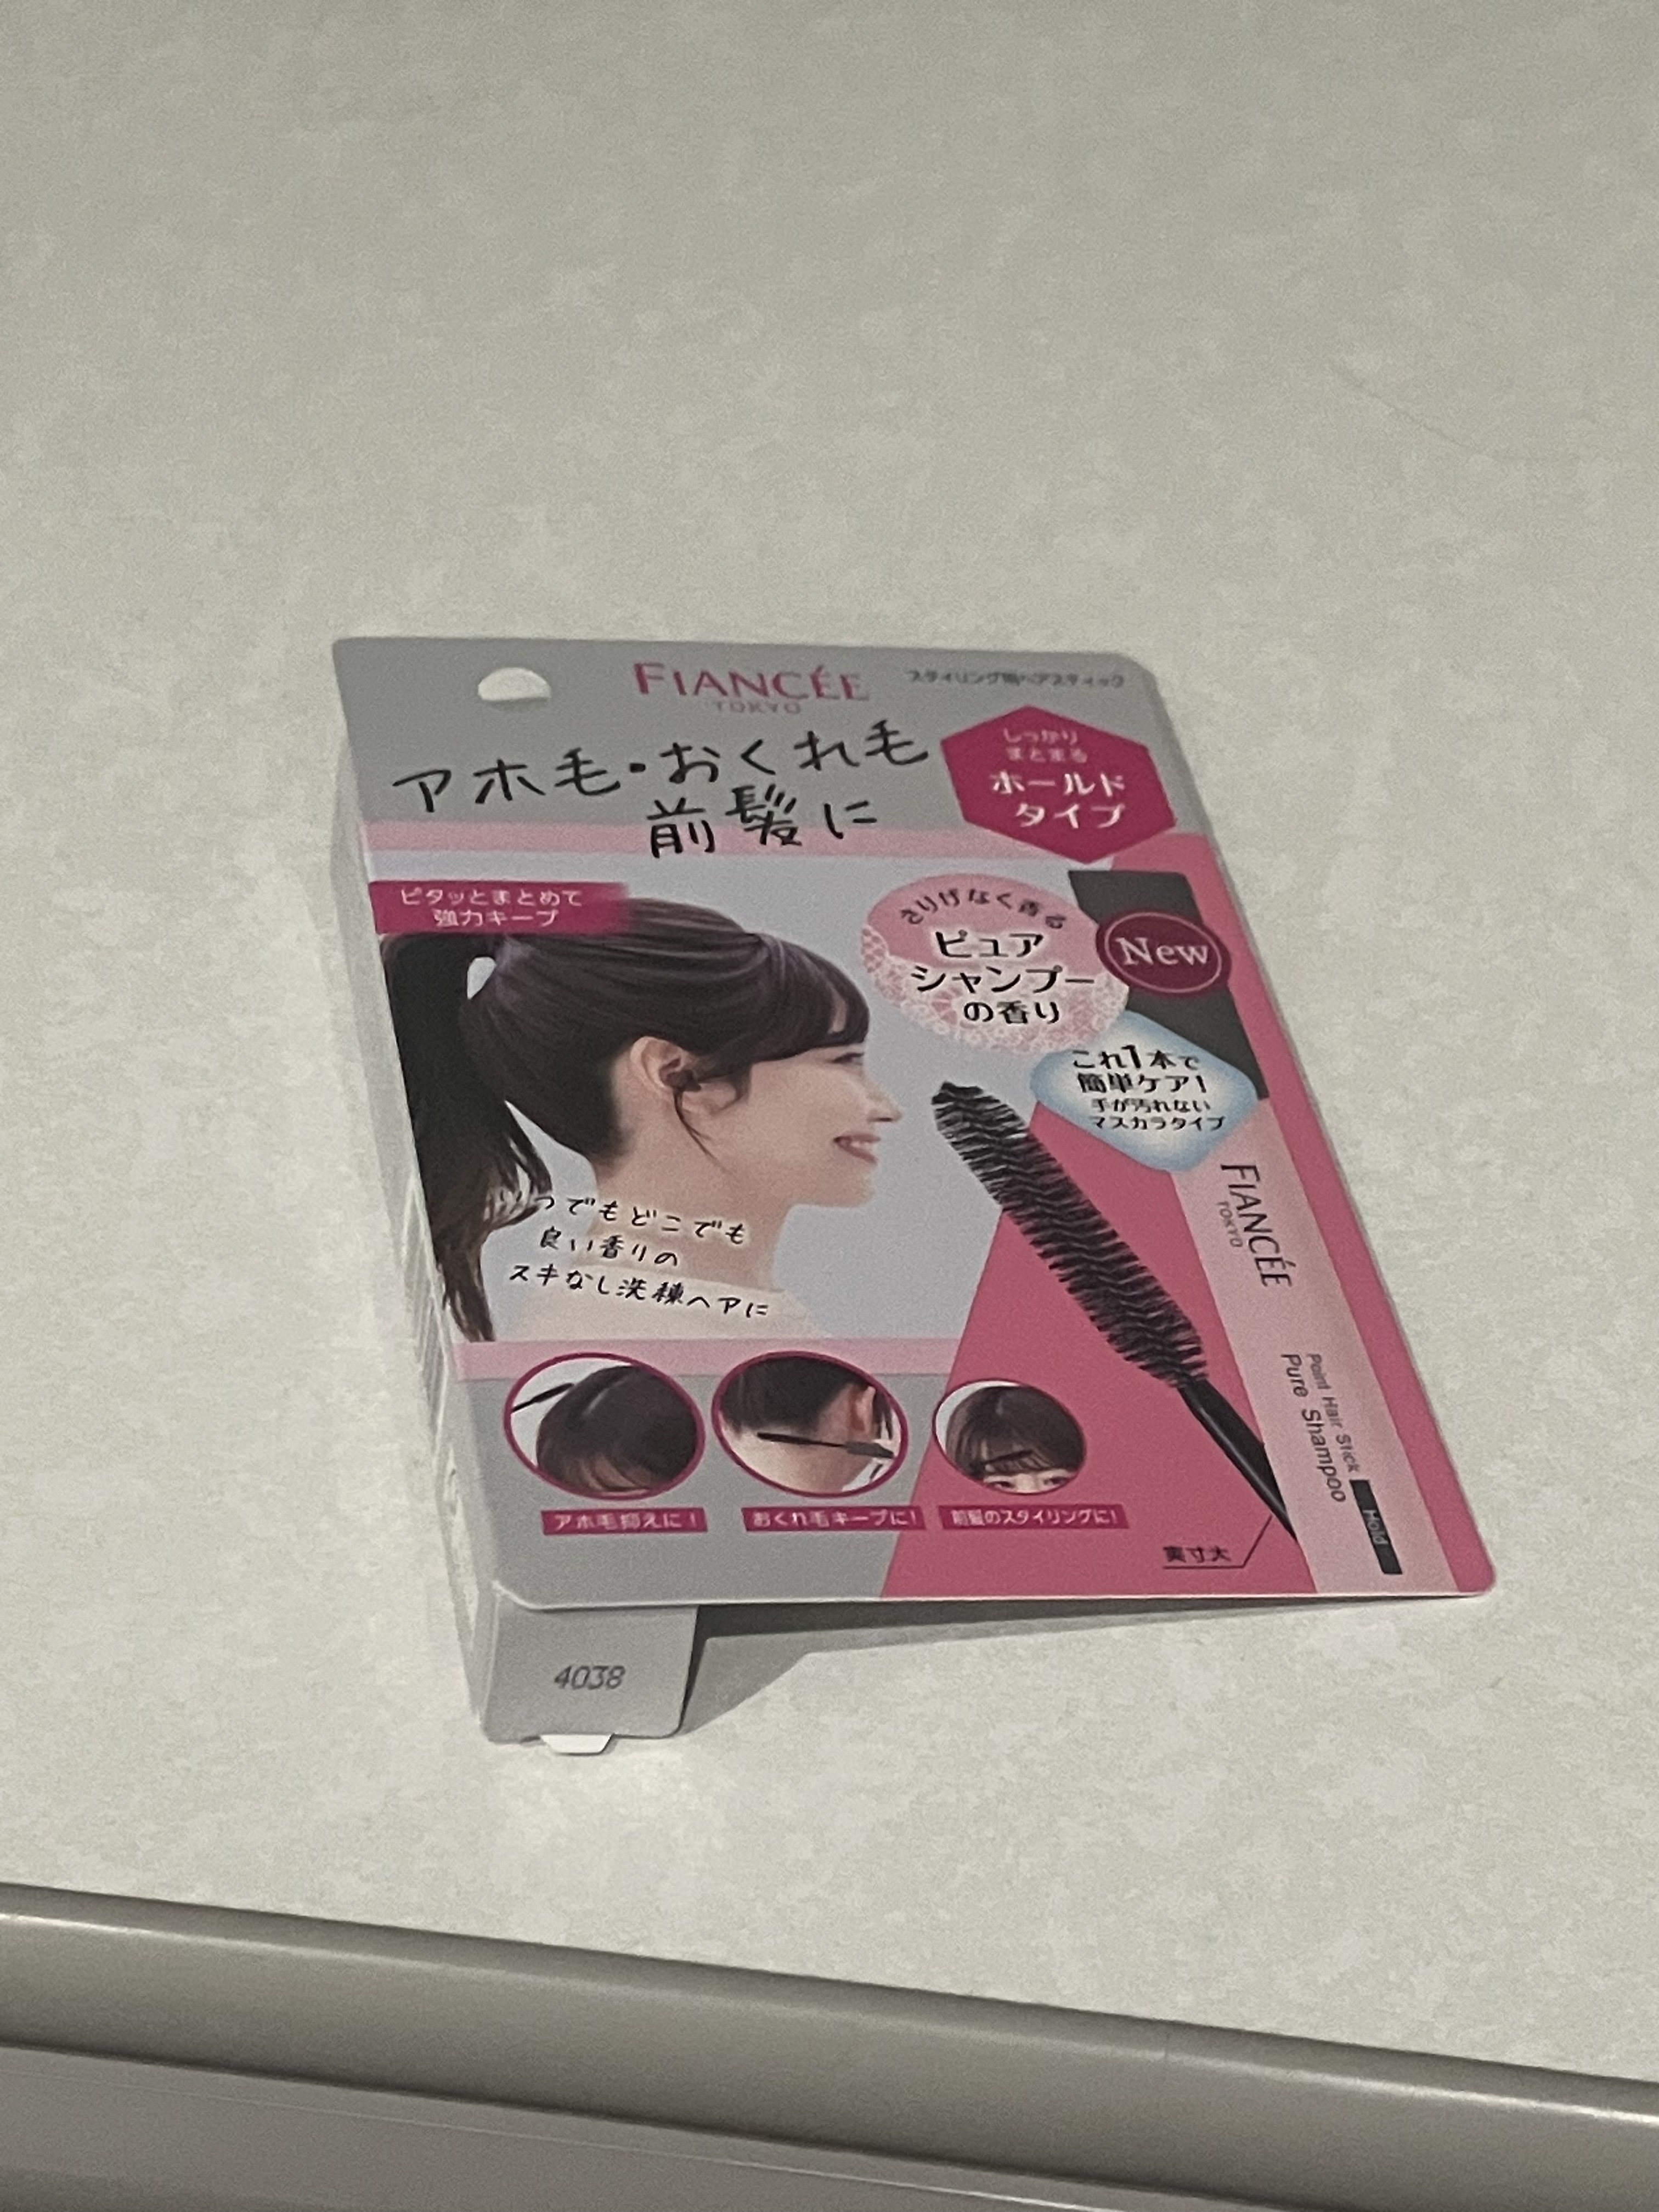 FIANCÉE
TOKYO
スタイリング用ヘアスティック
アホ毛・おくれ毛
前髪に
しっかり
まとまる
ホールド
タイプ
ピタッとまとめて
強力キープ
さりげなく香る
ピュア
シャンプー
の香り
New
これ1本で
簡単ケア!
手が汚れない
マスカラタイプ
いつでもどこでも
良い香りの
スキなし洗練ヘアに
FIANCÉE
TOKYO
Point Hair Stick
Pure Shampoo
Hold
アホ毛抑えに!
おくれ毛キープに!
前髪のスタイリングに!
実寸大
4038